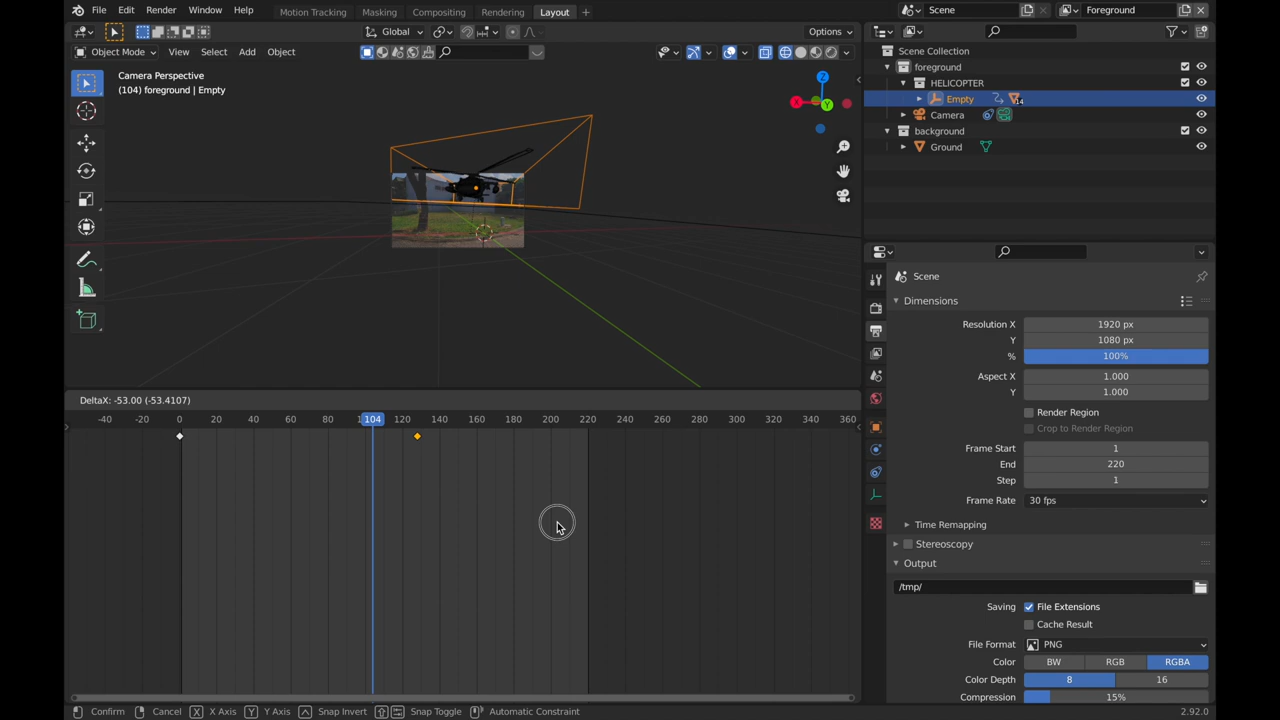 File Edit Render Window Help Motion Tracking Masking Compositing Rendering Layout + Scene Foreground
Global Options
Object Mode View Select Add Object
Scene Collection
foreground
HELICOPTER
Empty 14
Camera
background
Ground
Camera Perspective
(104) foreground | Empty
Z
X Y
Scene
Dimensions
Resolution X 1920 px
Y 1080 px
% 100%
Aspect X 1.000
Y 1.000
Render Region
Crop to Render Region
Frame Start 1
End 220
Step 1
Frame Rate 30 fps
Time Remapping
Stereoscopy
Output
/tmp/
Saving File Extensions
Cache Result
File Format PNG
Color BW RGB RGBA
Color Depth 8 16
Compression 15%
DeltaX: -53.00 (-53.4107)
-40 -20 0 20 40 60 80 104 120 140 160 180 200 220 240 260 280 300 320 340 360
Confirm Cancel X X Axis Y Y Axis Snap Invert Snap Toggle Automatic Constraint 2.92.0